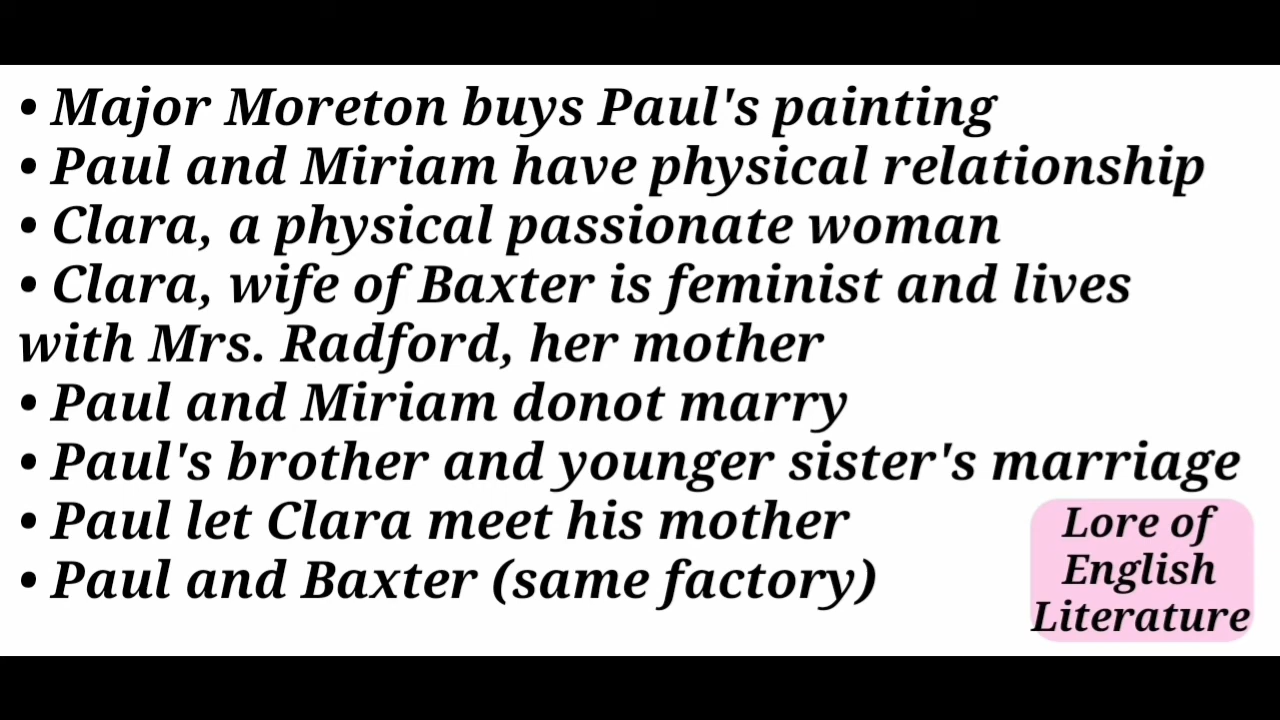 • Major Moreton buys Paul's painting
• Paul and Miriam have physical relationship
• Clara, a physical passionate woman
• Clara, wife of Baxter is feminist and lives
with Mrs. Radford, her mother
• Paul and Miriam donot marry
• Paul's brother and younger sister's marriage
• Paul let Clara meet his mother
• Paul and Baxter (same factory)
Lore of
English
Literature